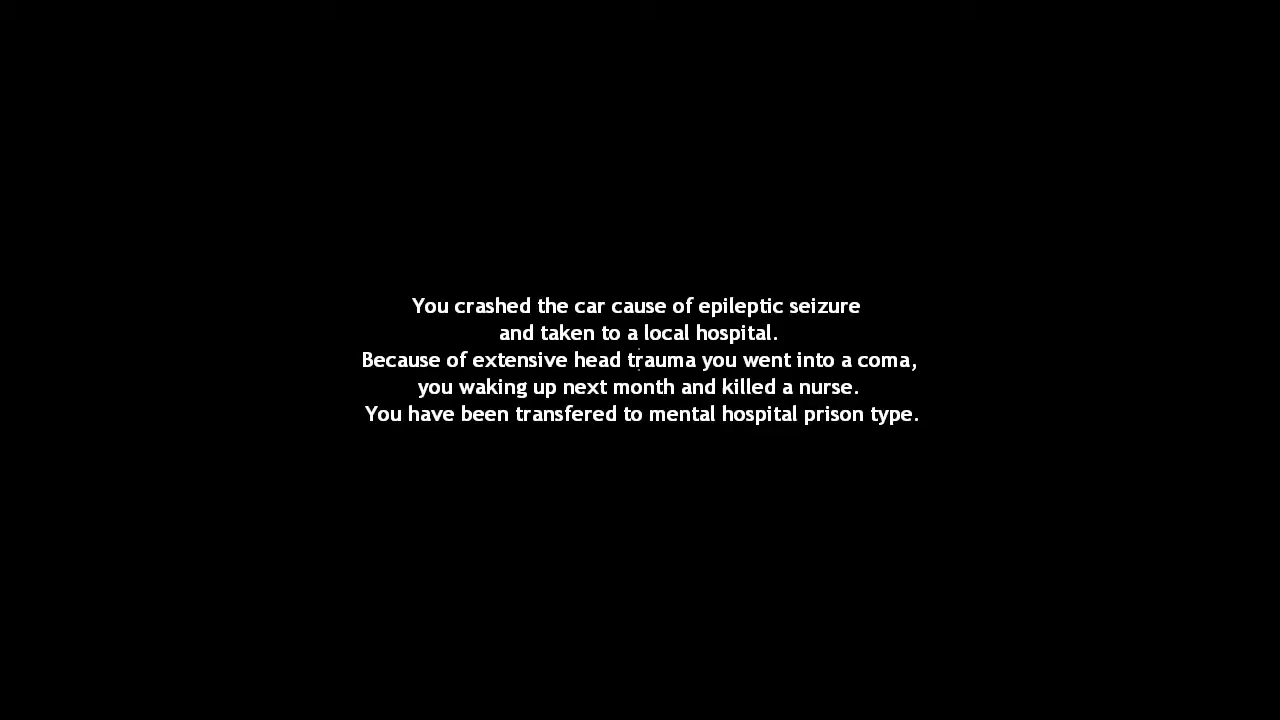 You crashed the car cause of epileptic seizure
and taken to a local hospital.
Because of extensive head trauma you went into a coma,
you waking up next month and killed a nurse.
You have been transfered to mental hospital prison type.